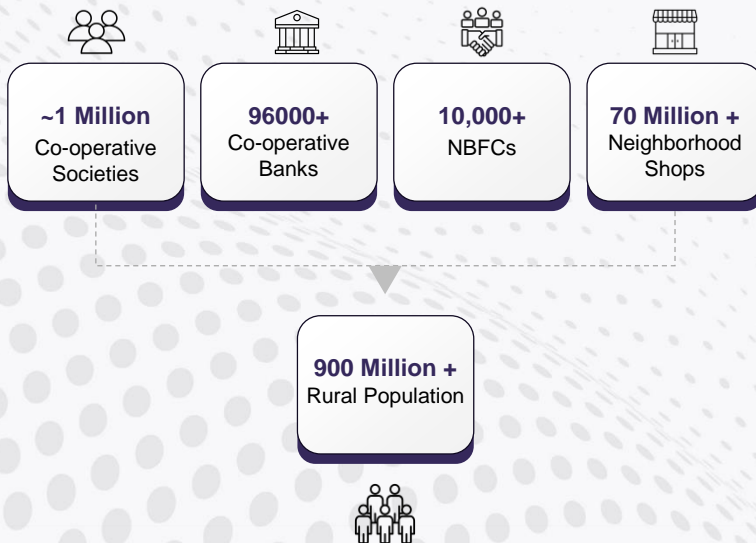 ~1 Million
Co-operative
Societies
96000+
Co-operative
Banks
10,000+
NBFCs
70 Million +
Neighborhood
Shops
900 Million +
Rural Population